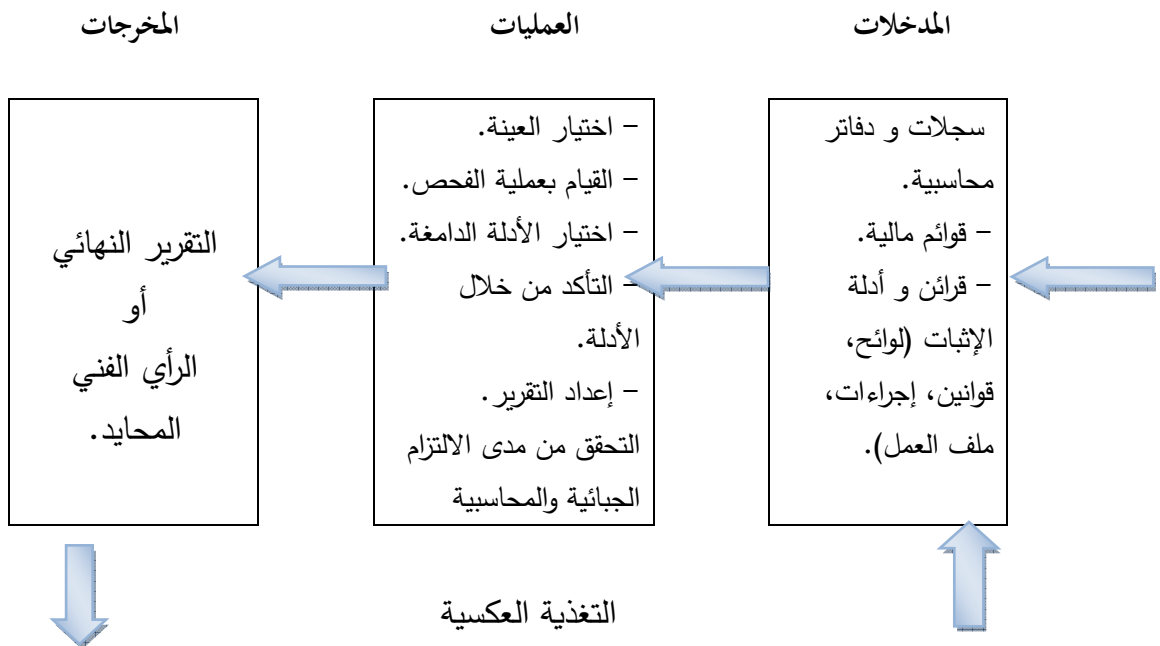 المدخلات
العمليات
المخرجات
سجلات و دفاتر
محاسبية.
- قوائم مالية.
- قرائن و أدلة
الإثبات (لوائح،
قوانين، إجراءات،
ملف العمل).
- اختيار العينة.
- القيام بعملية الفحص.
- اختيار الأدلة الدامغة.
- التأكد من خلال
الأدلة.
- إعداد التقرير.
التحقق من مدى الالتزام
الجبائية والمحاسبية
التقرير النهائي
أو
الرأي الفني
المحايد.
التغذية العكسية